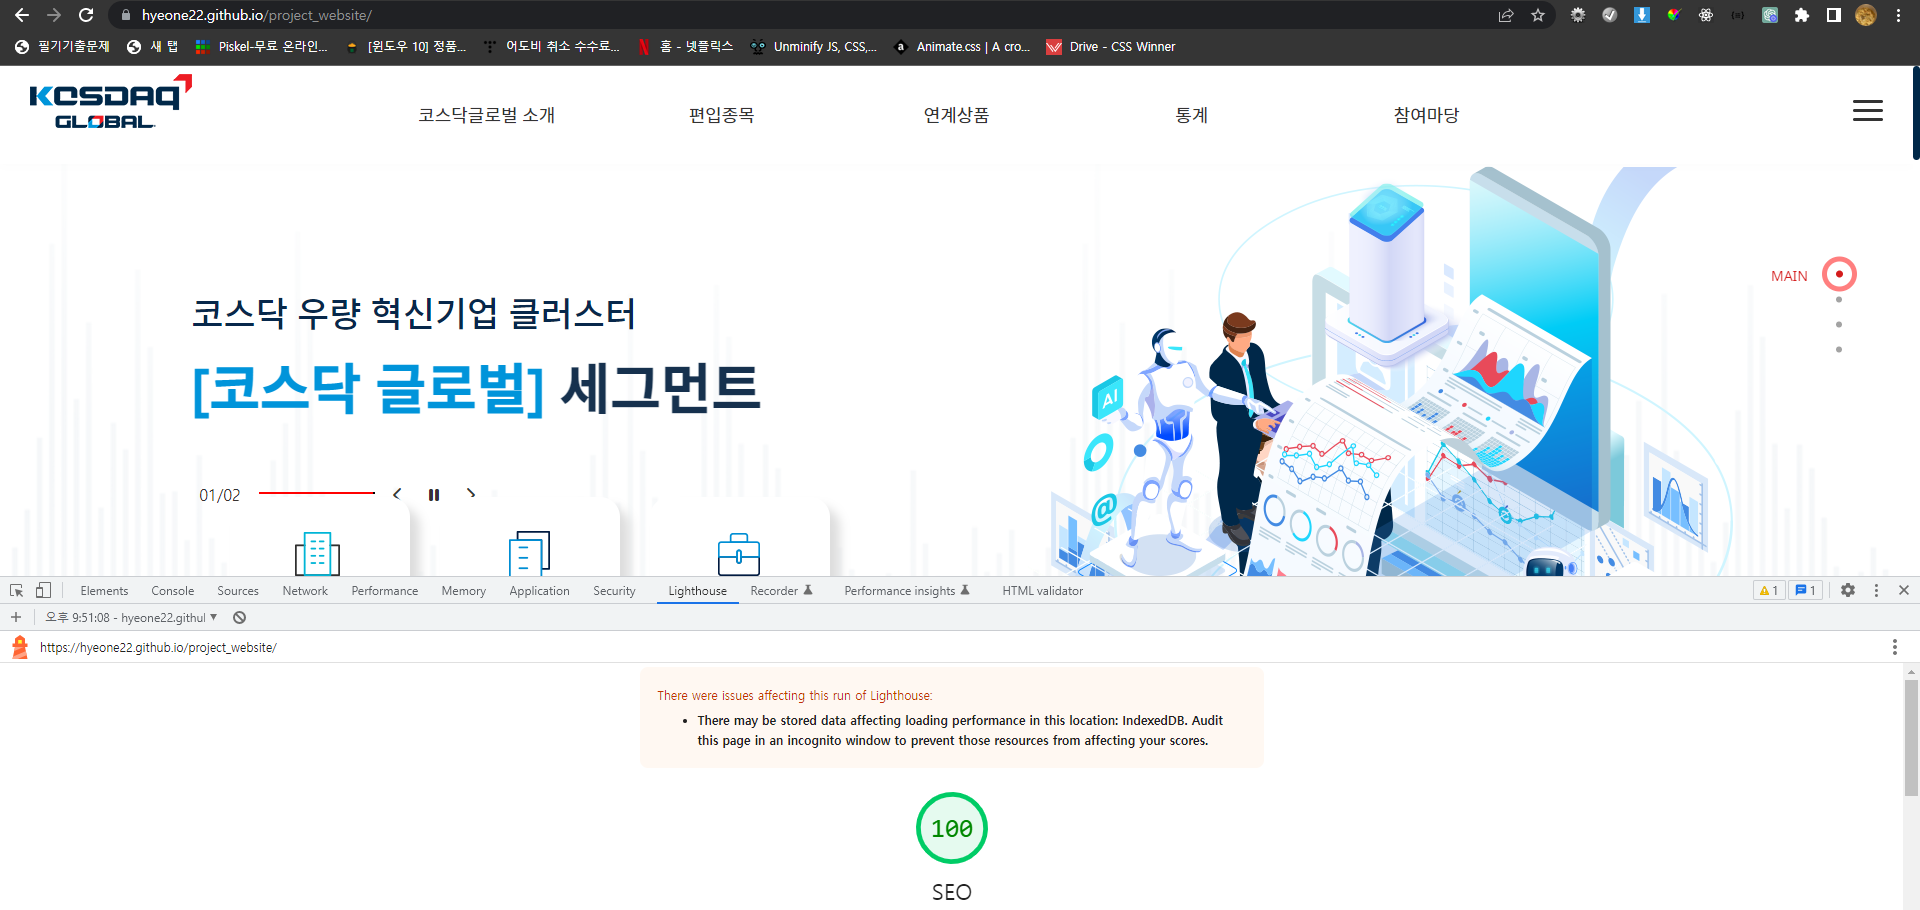 hyeone22.github.io/project_website/
필기기출문제 새 탭 Piskel-무료 온라인... [윈도우 10] 정품... 어도비 취소 수수료... 홈 - 넷플릭스 Unminify JS, CSS,... Animate.css | A cro... Drive - CSS Winner
KOSDAQ
GLOBAL
코스닥글로벌 소개 편입종목 연계상품 통계 참여마당
MAIN
코스닥 우량 혁신기업 클러스터
[코스닥 글로벌] 세그먼트
AI
@
01/02
Elements Console Sources Network Performance Memory Application Security Lighthouse Recorder Performance insights HTML validator 1 1
오후 9:51:08 - hyeone22.githul
https://hyeone22.github.io/project_website/
There were issues affecting this run of Lighthouse:
• There may be stored data affecting loading performance in this location: IndexedDB. Audit
this page in an incognito window to prevent those resources from affecting your scores.
100
SEO